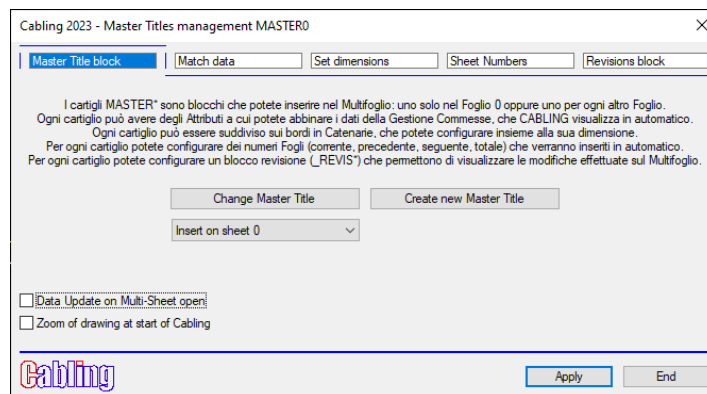 Cabling 2023 - Master Titles management MASTER0
Master Title block
Match data
Set dimensions
Sheet Numbers
Revisions block
I cartigli MASTER* sono blocchi che potete inserire nel Multifoglio: uno solo nel Foglio 0 oppure uno per ogni altro Foglio.
Ogni cartiglio può avere degli Attributi a cui potete abbinare i dati della Gestione Commesse, che CABLING visualizza in automatico.
Ogni cartiglio può essere suddiviso sui bordi in Catenarie, che potete configurare insieme alla sua dimensione.
Per ogni cartiglio potete configurare dei numeri Fogli (corrente, precedente, seguente, totale) che verranno inseriti in automatico.
Per ogni cartiglio potete configurare un blocco revisione (_REVIS*) che permettono di visualizzare le modifiche effettuate sul Multifoglio.
Change Master Title
Create new Master Title
Insert on sheet 0
Data Update on Multi-Sheet open
Zoom of drawing at start of Cabling
Cabling
Apply
End